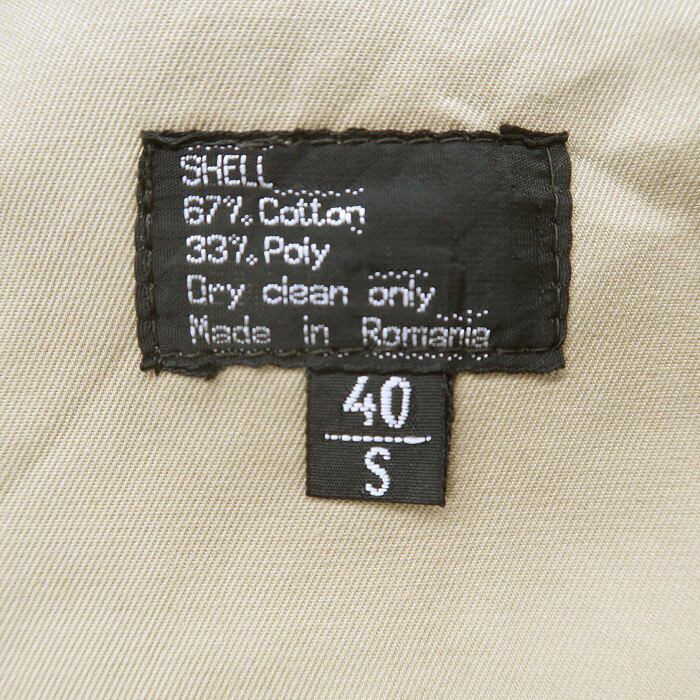 SHELL
67% Cotton
33% Poly
Dry clean only
Made in Romania
40
S